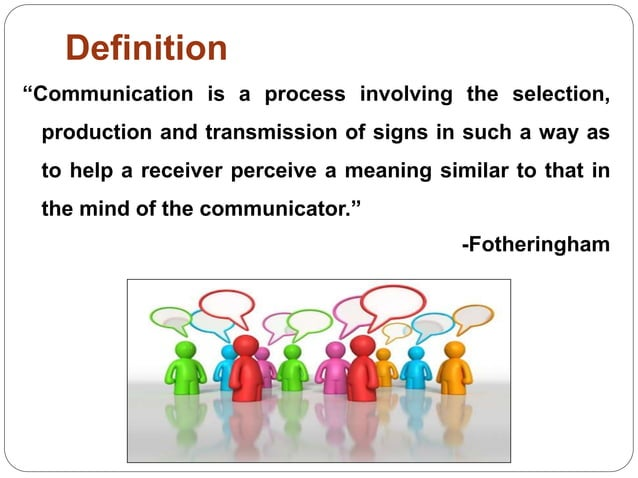 Definition
“Communication is a process involving the selection,
production and transmission of signs in such a way as
to help a receiver perceive a meaning similar to that in
the mind of the communicator.”
-Fotheringham